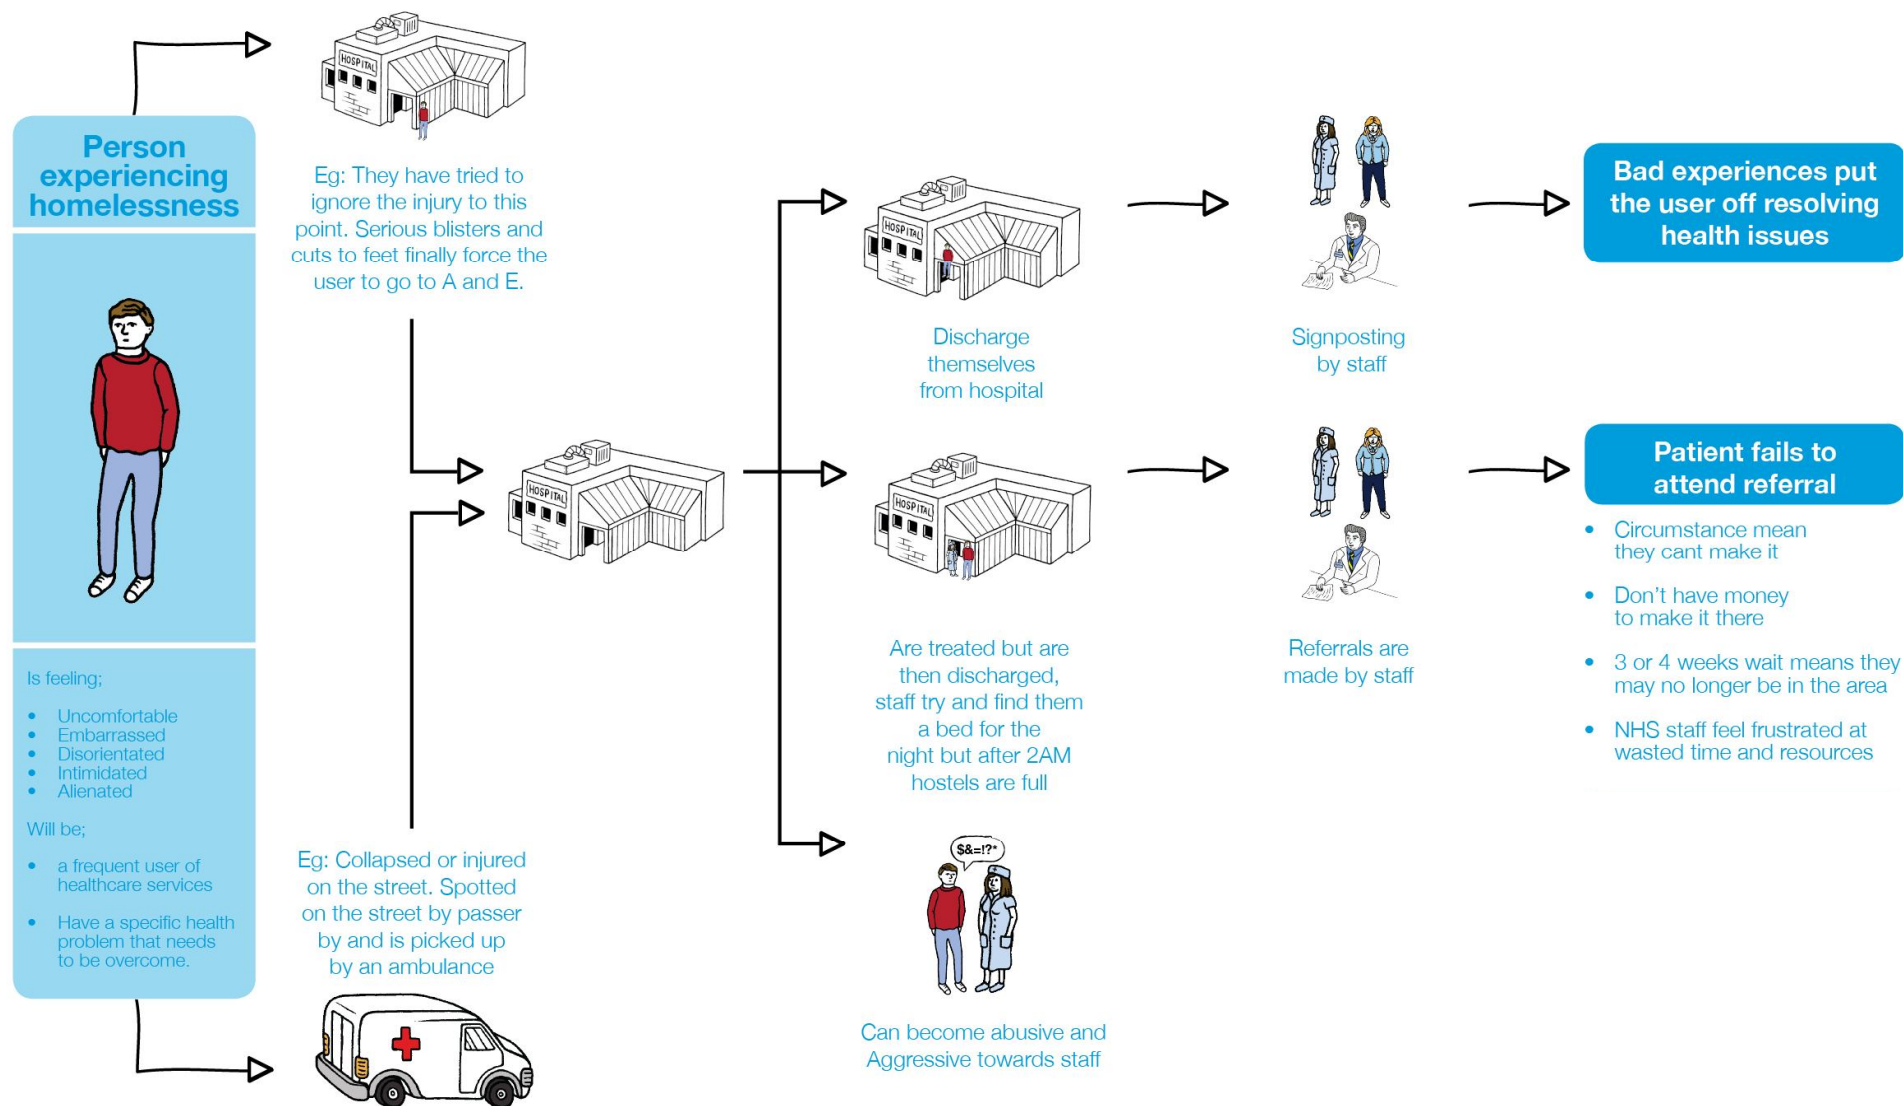 Person
experiencing
homelessness
Is feeling;
• Uncomfortable
• Embarrassed
• Disorientated
• Intimidated
• Alienated
Will be;
• a frequent user of
healthcare services
• Have a specific health
problem that needs
to be overcome.
HOSPITAL
Eg: They have tried to
ignore the injury to this
point. Serious blisters and
cuts to feet finally force the
user to go to A and E.
Eg: Collapsed or injured
on the street. Spotted
on the street by passer
by and is picked up
by an ambulance
HOSPITAL
HOSPITAL
Discharge
themselves
from hospital
HOSPITAL
Are treated but are
then discharged,
staff try and find them
a bed for the
night but after 2AM
hostels are full
$&=!?*
Can become abusive and
Aggressive towards staff
Signposting
by staff
Referrals are
made by staff
Bad experiences put
the user off resolving
health issues
Patient fails to
attend referral
• Circumstance mean
they cant make it
• Don’t have money
to make it there
• 3 or 4 weeks wait means they
may no longer be in the area
• NHS staff feel frustrated at
wasted time and resources